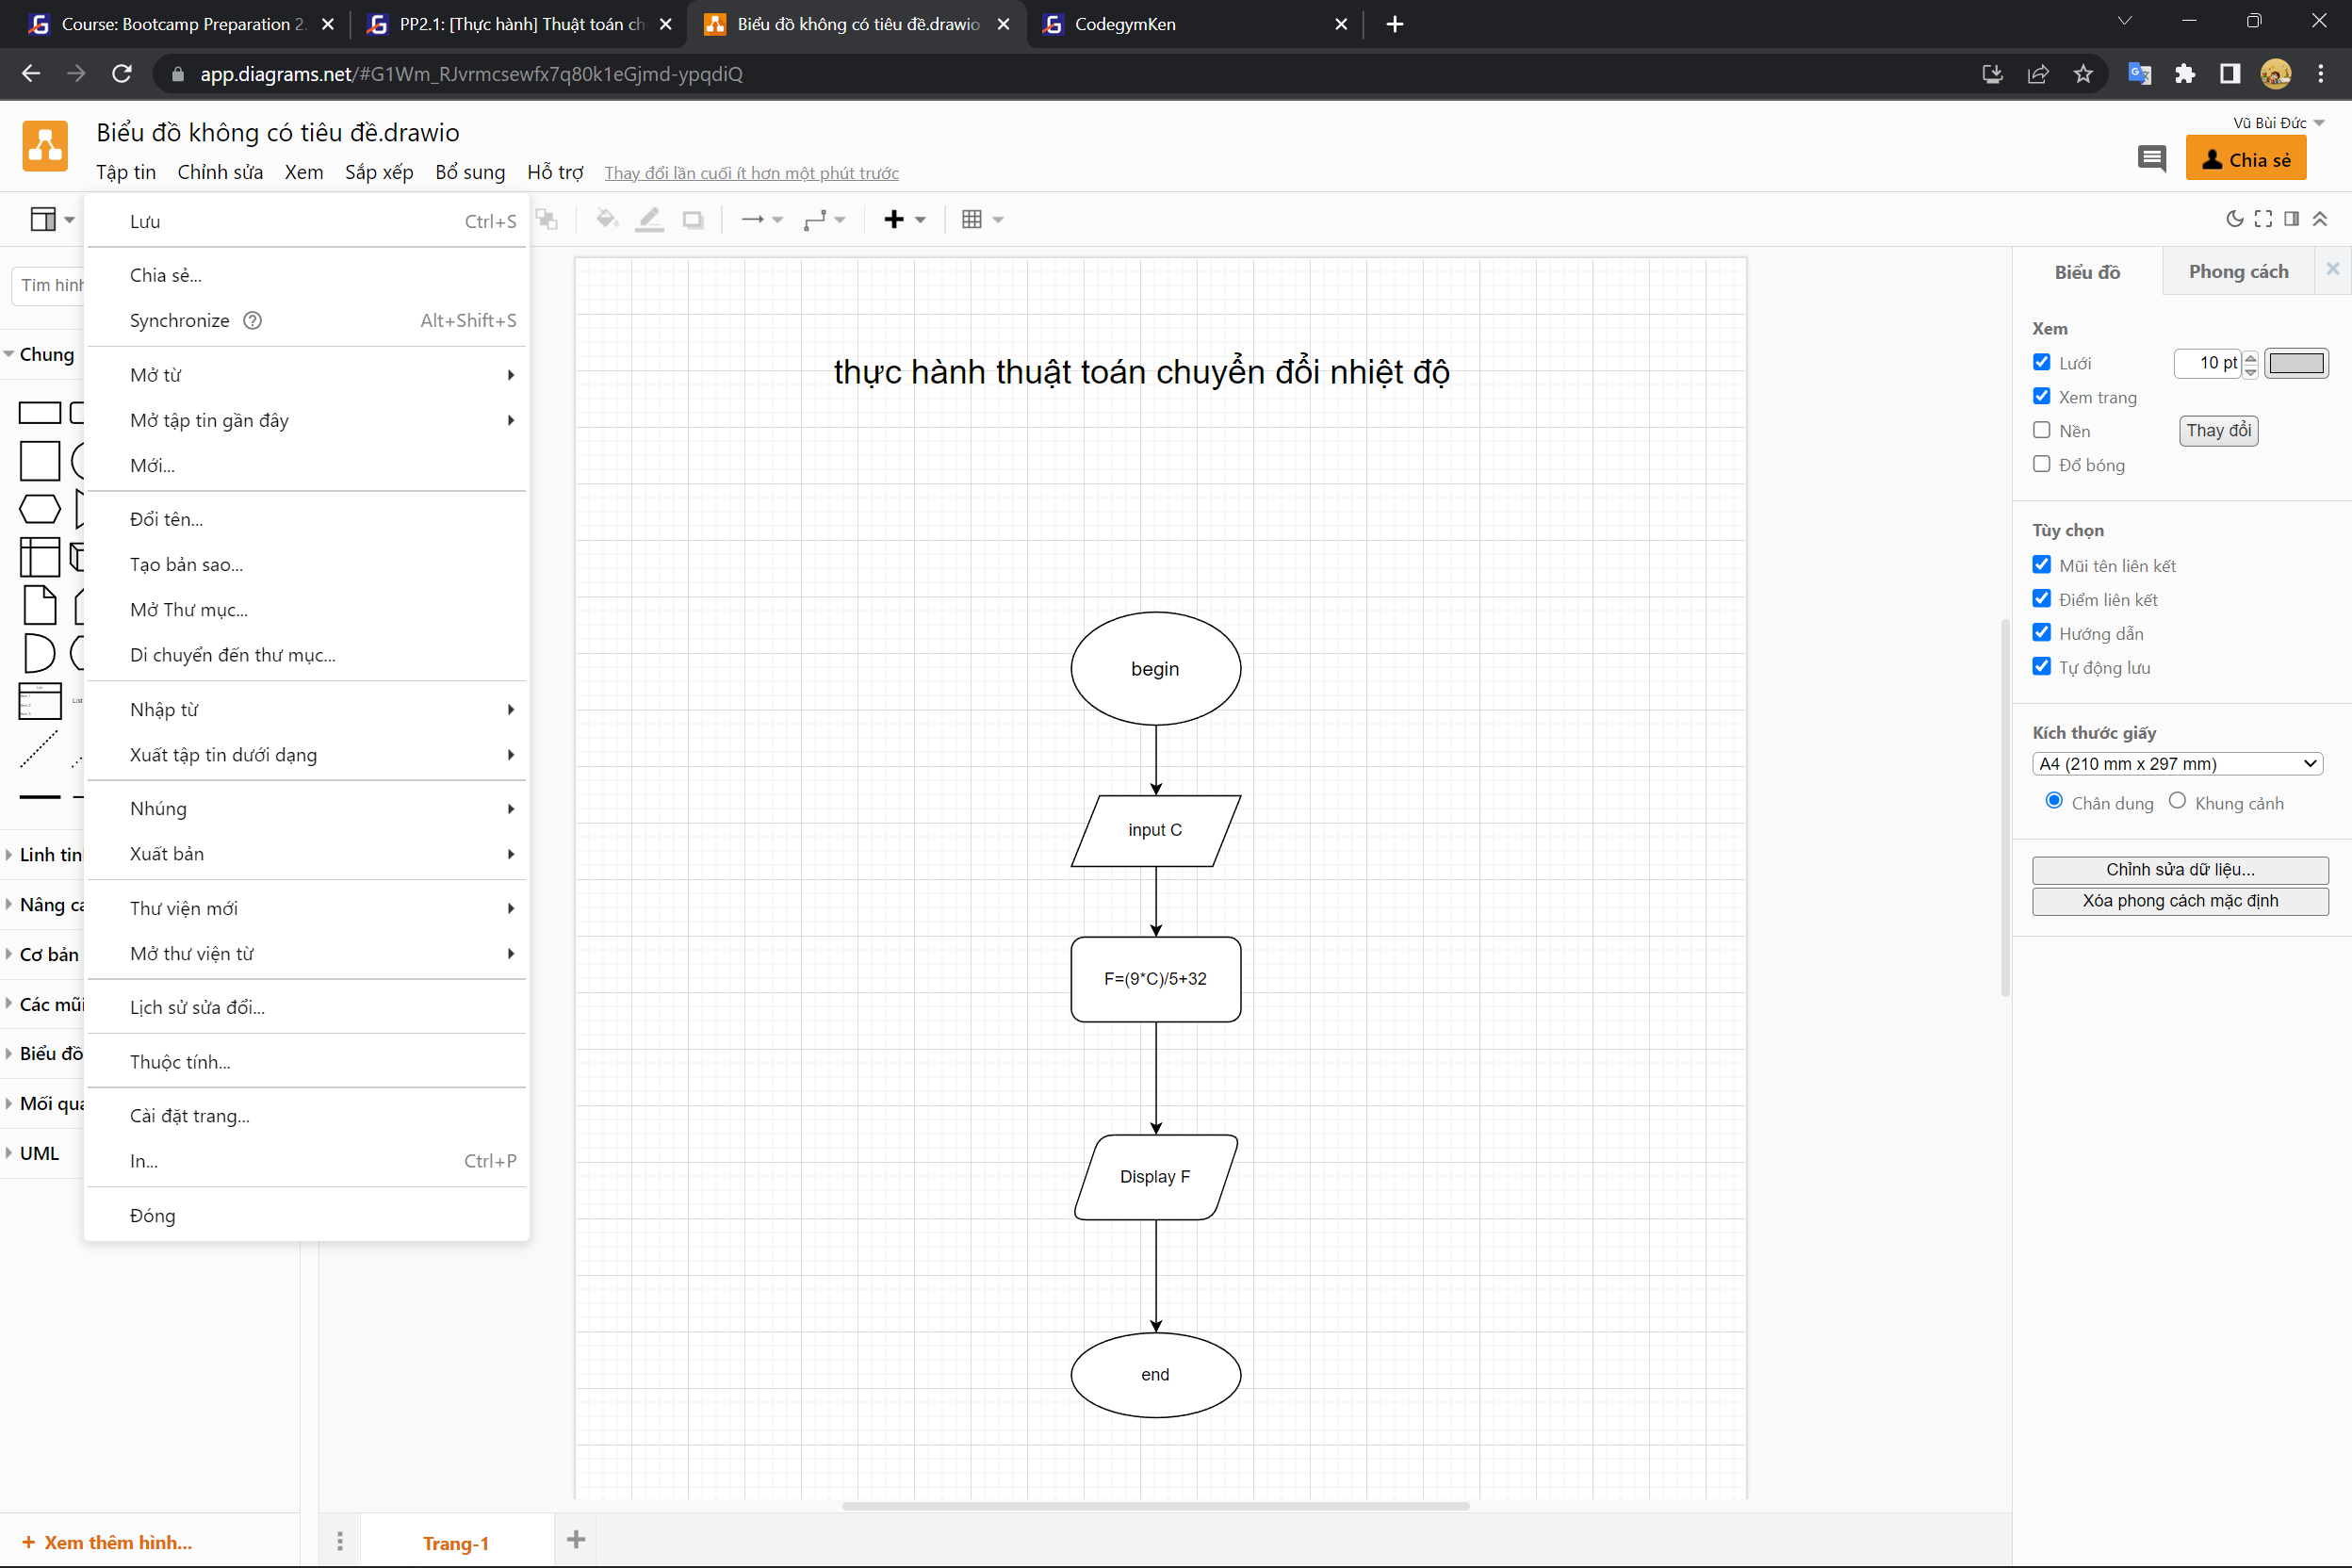 Course: Bootcamp Preparation 2.
PP2.1: [Thực hành] Thuật toán ch
Biểu đồ không có tiêu đề.drawio
CodegymKen
app.diagrams.net/#G1Wm_RJvrmcsewfx7q80k1eGjmd-ypqdiQ
Biểu đồ không có tiêu đề.drawio
Vũ Bùi Đức
Tập tin Chỉnh sửa Xem Sắp xếp Bổ sung Hỗ trợ Thay đổi lần cuối ít hơn một phút trước
Chia sẻ
Tìm hình
Chung
List
Linh tin
Nâng ca
Cơ bản
Các mũi
Biểu đồ
Mối qua
UML
+ Xem thêm hình...
Lưu Ctrl+S
Chia sẻ...
Synchronize Alt+Shift+S
Mở từ
Mở tập tin gần đây
Mới...
Đổi tên...
Tạo bản sao...
Mở Thư mục...
Di chuyển đến thư mục...
Nhập từ
Xuất tập tin dưới dạng
Nhúng
Xuất bản
Thư viện mới
Mở thư viện từ
Lịch sử sửa đổi...
Thuộc tính...
Cài đặt trang...
In... Ctrl+P
Đóng
thực hành thuật toán chuyển đổi nhiệt độ
begin
input C
F=(9*C)/5+32
Display F
end
Trang-1
Biểu đồ Phong cách
Xem
Lưới 10 pt
Xem trang
Nền Thay đổi
Đổ bóng
Tùy chọn
Mũi tên liên kết
Điểm liên kết
Hướng dẫn
Tự động lưu
Kích thước giấy
A4 (210 mm x 297 mm)
Chân dung Khung cảnh
Chỉnh sửa dữ liệu...
Xóa phong cách mặc định